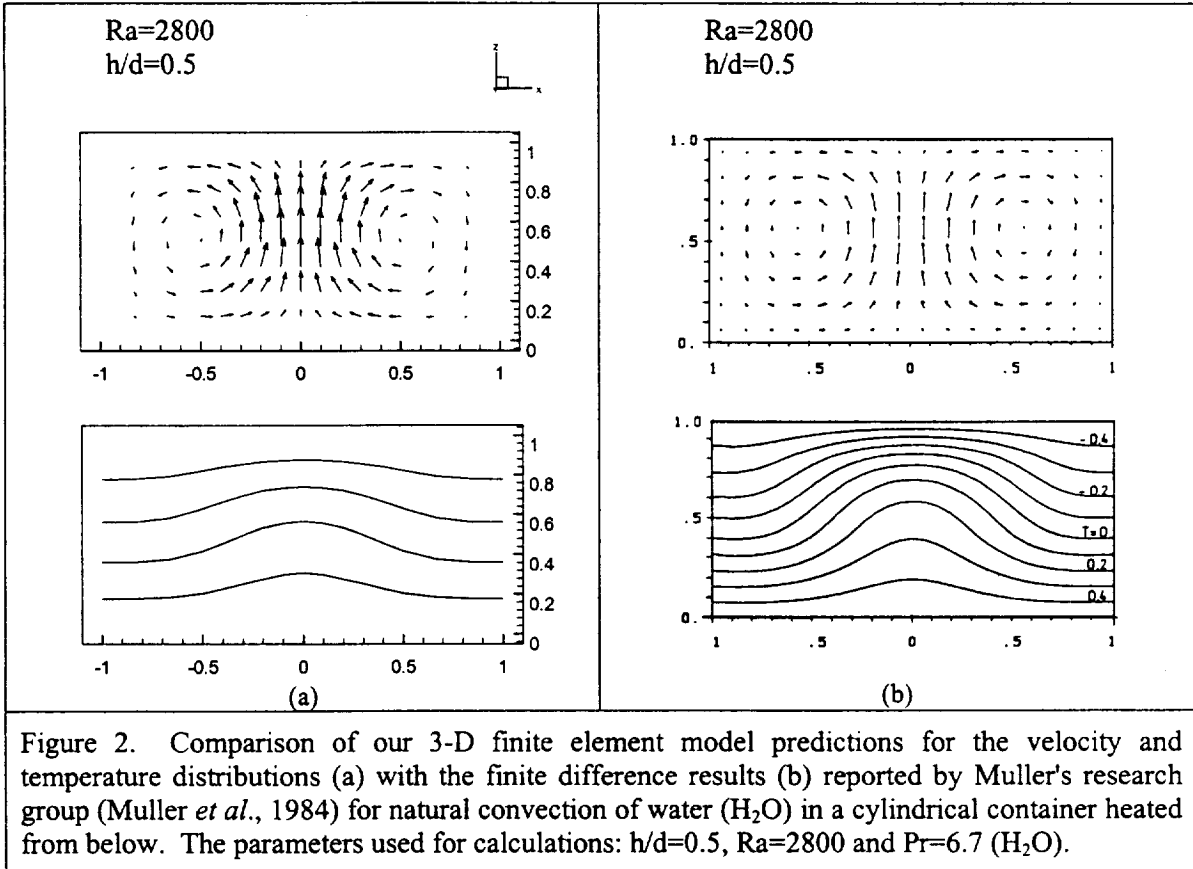 Ra=2800
h/d=0.5
z
x
1
0.8
0.6
0.4
0.2
0
-1 -0.5 0 0.5 1
1
0.8
0.6
0.4
0.2
0
-1 -0.5 0 0.5 1
(a)
Ra=2800
h/d=0.5
1.0
.5
0.
1 .5 0 .5 1
1.0
.5
0.
-0.4
-0.2
T=0
0.2
0.4
1 .5 0 .5 1
(b)
Figure 2. Comparison of our 3-D finite element model predictions for the velocity and
temperature distributions (a) with the finite difference results (b) reported by Muller's research
group (Muller et al., 1984) for natural convection of water (H₂O) in a cylindrical container heated
from below. The parameters used for calculations: h/d=0.5, Ra=2800 and Pr=6.7 (H₂O).